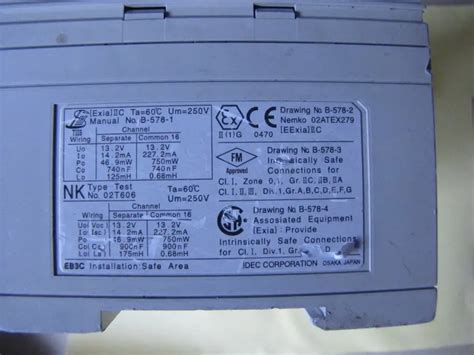 [Exia]IIC Ta=60℃ Um=250V
Manual No. B-578-1
Channel
Wiring Separate Common 16
Uo 13.2V 13.2V
Io 14.2mA 227.2mA
Po 46.9mW 750mW
Co 740nF 740nF
Lo 125mH 0.68mH
NK Type Test Ta=60℃
No. 02T606 Um=250V
Channel
Wiring Separate Common 16
Uo( Voc ) 13.2V 13.2V
Io( Isc ) 14.2mA 227.2mA
Po 46.9mW 750mW
Co( Ca ) 900nF 900nF
Lo( La ) 175mH 0.68mH
EB3C Installation:Safe Area
Drawing No. B-578-2
Nemko 02ATEX279
[EExia]IIC
Ex II(1)G 0470
Drawing No. B-578-3
FM APPROVED
Intrinsically Safe
Connections for
Cl.I, Zone 0, Gr.IIC,IIB,IIA
Cl.I,II,III, Div.1, Gr.A,B,C,D,E,F,G
Drawing No. B-578-4
Associated Equipment
[Exia] :Provide
Intrinsically Safe Connections
for Cl.I, Div.1, Gr.
IDEC CORPORATION OSAKA JAPAN